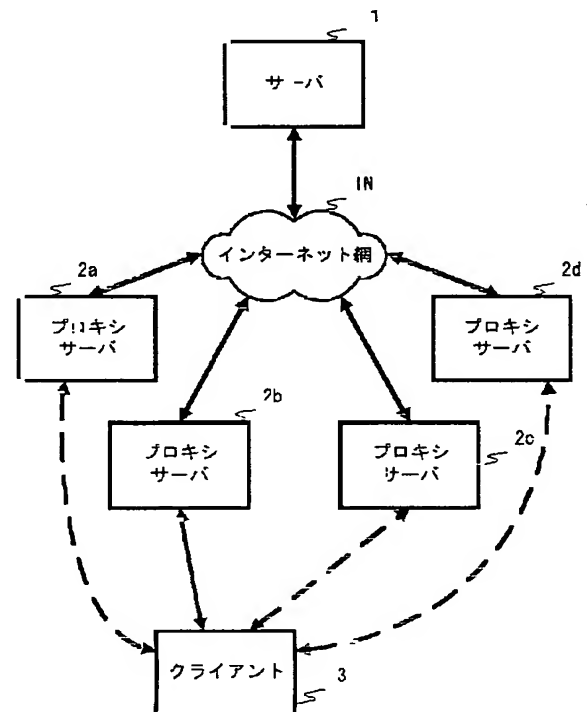 1
サーバ
IN
インターネット網
2a
2d
プロキシ
サーバ
プロキシ
サーバ
2b
2c
プロキシ
サーバ
プロキシ
サーバ
クライアント
3